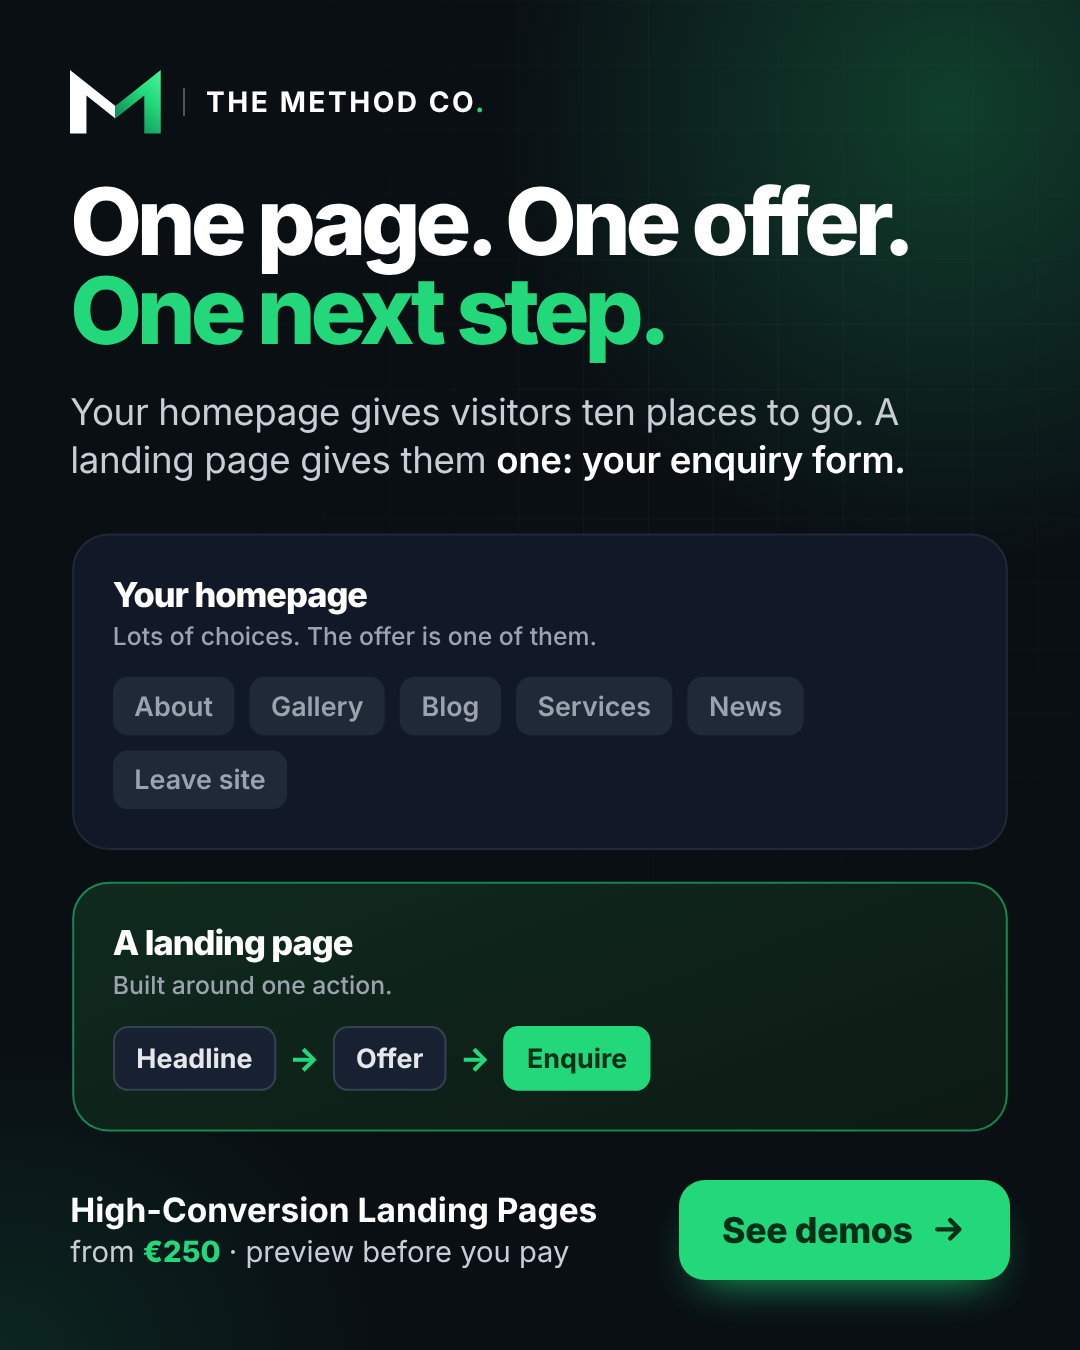 THE METHOD CO.
One page. One offer.
One next step.
Your homepage gives visitors ten places to go. A
landing page gives them one: your enquiry form.
Your homepage
Lots of choices. The offer is one of them.
About Gallery Blog Services News
Leave site
A landing page
Built around one action.
Headline → Offer → Enquire
High-Conversion Landing Pages
from €250 · preview before you pay
See demos →